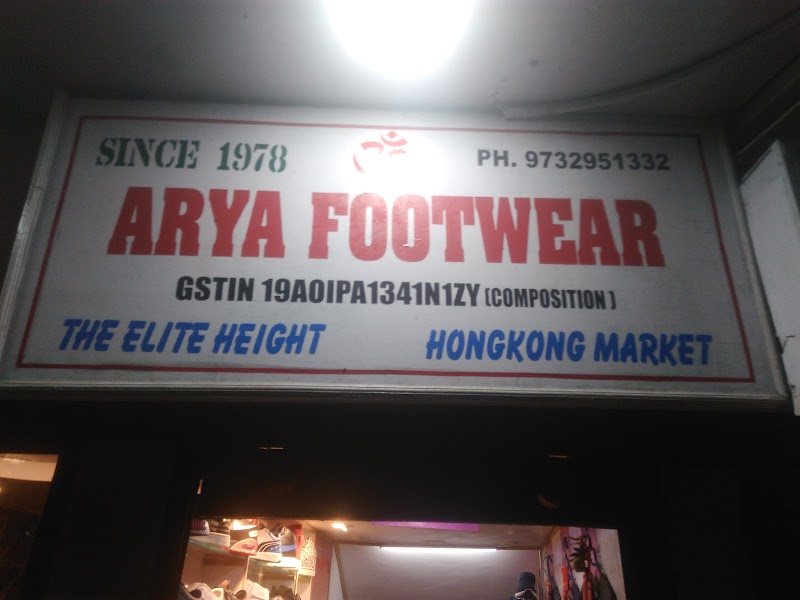 SINCE 1978 ॐ PH. 9732951332
ARYA FOOTWEAR
GSTIN 19AOIPA1341N1ZY (COMPOSITION)
THE ELITE HEIGHT HONGKONG MARKET